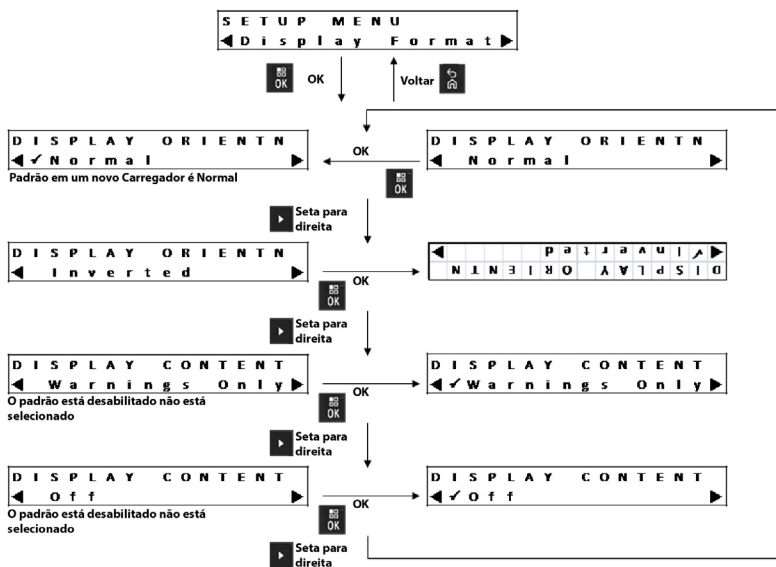 SETUP MENU
◀Display Format▶
OK
OK
Voltar
DISPLAY ORIENTN
◀✓Normal▶
Padrão em um novo Carregador é Normal
OK
OK
DISPLAY ORIENTN
Normal▶
Seta para
direita
DISPLAY ORIENTN
◀ Inverted▶
OK
OK
DISPLAY ORIENTN
◀✓Inverted▶
Seta para
direita
DISPLAY CONTENT
◀ Warnings Only▶
O padrão está desabilitado não está
selecionado
OK
OK
DISPLAY CONTENT
◀✓Warnings Only▶
Seta para
direita
DISPLAY CONTENT
◀ Off▶
O padrão está desabilitado não está
selecionado
OK
OK
DISPLAY CONTENT
◀✓Off▶
Seta para
direita